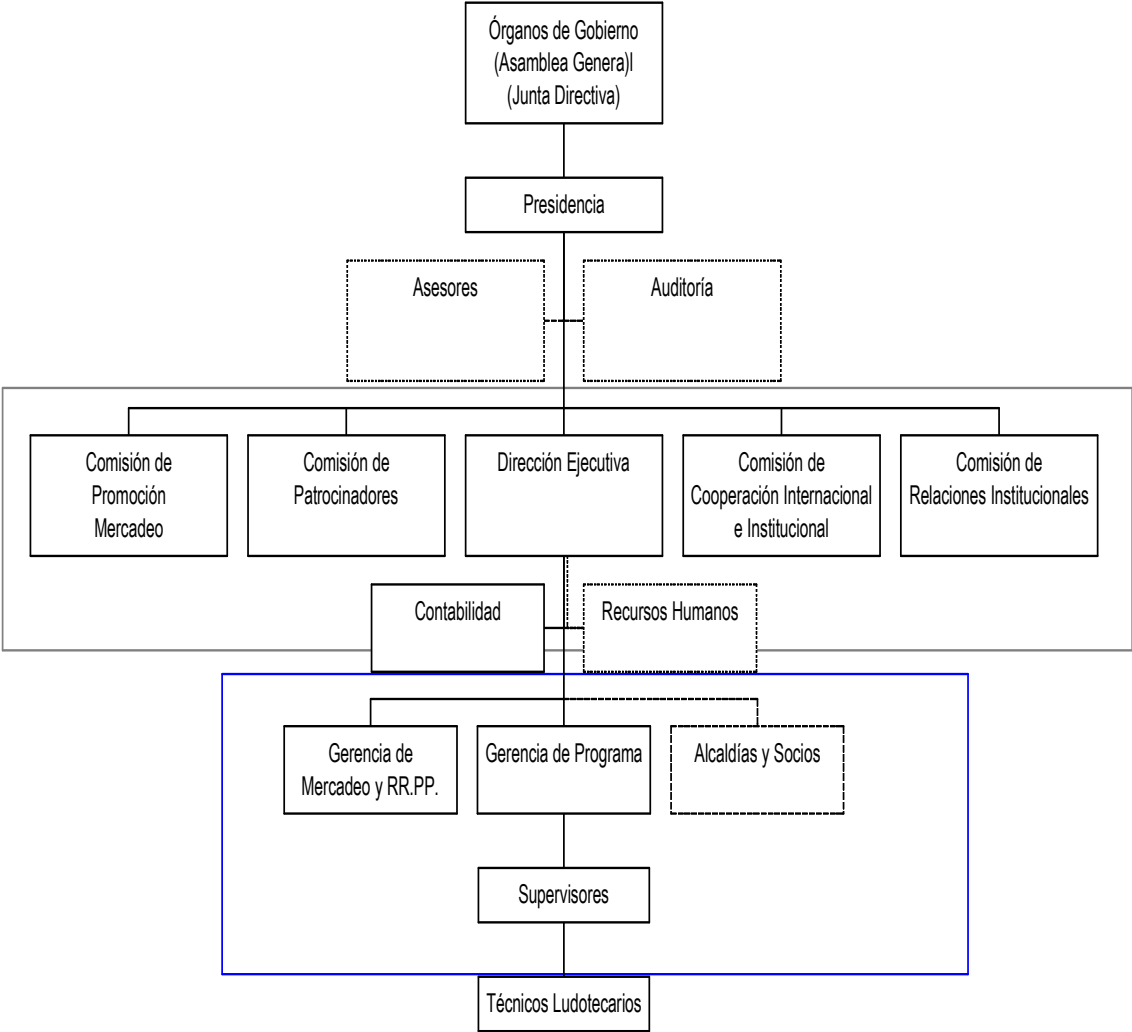 Órganos de Gobierno
(Asamblea Genera)l
(Junta Directiva)
Presidencia
Asesores
Auditoría
Comisión de
Promoción
Mercadeo
Comisión de
Patrocinadores
Dirección Ejecutiva
Comisión de
Cooperación Internacional
e Institucional
Comisión de
Relaciones Institucionales
Contabilidad
Recursos Humanos
Gerencia de
Mercadeo y RR.PP.
Gerencia de Programa
Alcaldías y Socios
Supervisores
Técnicos Ludotecarios